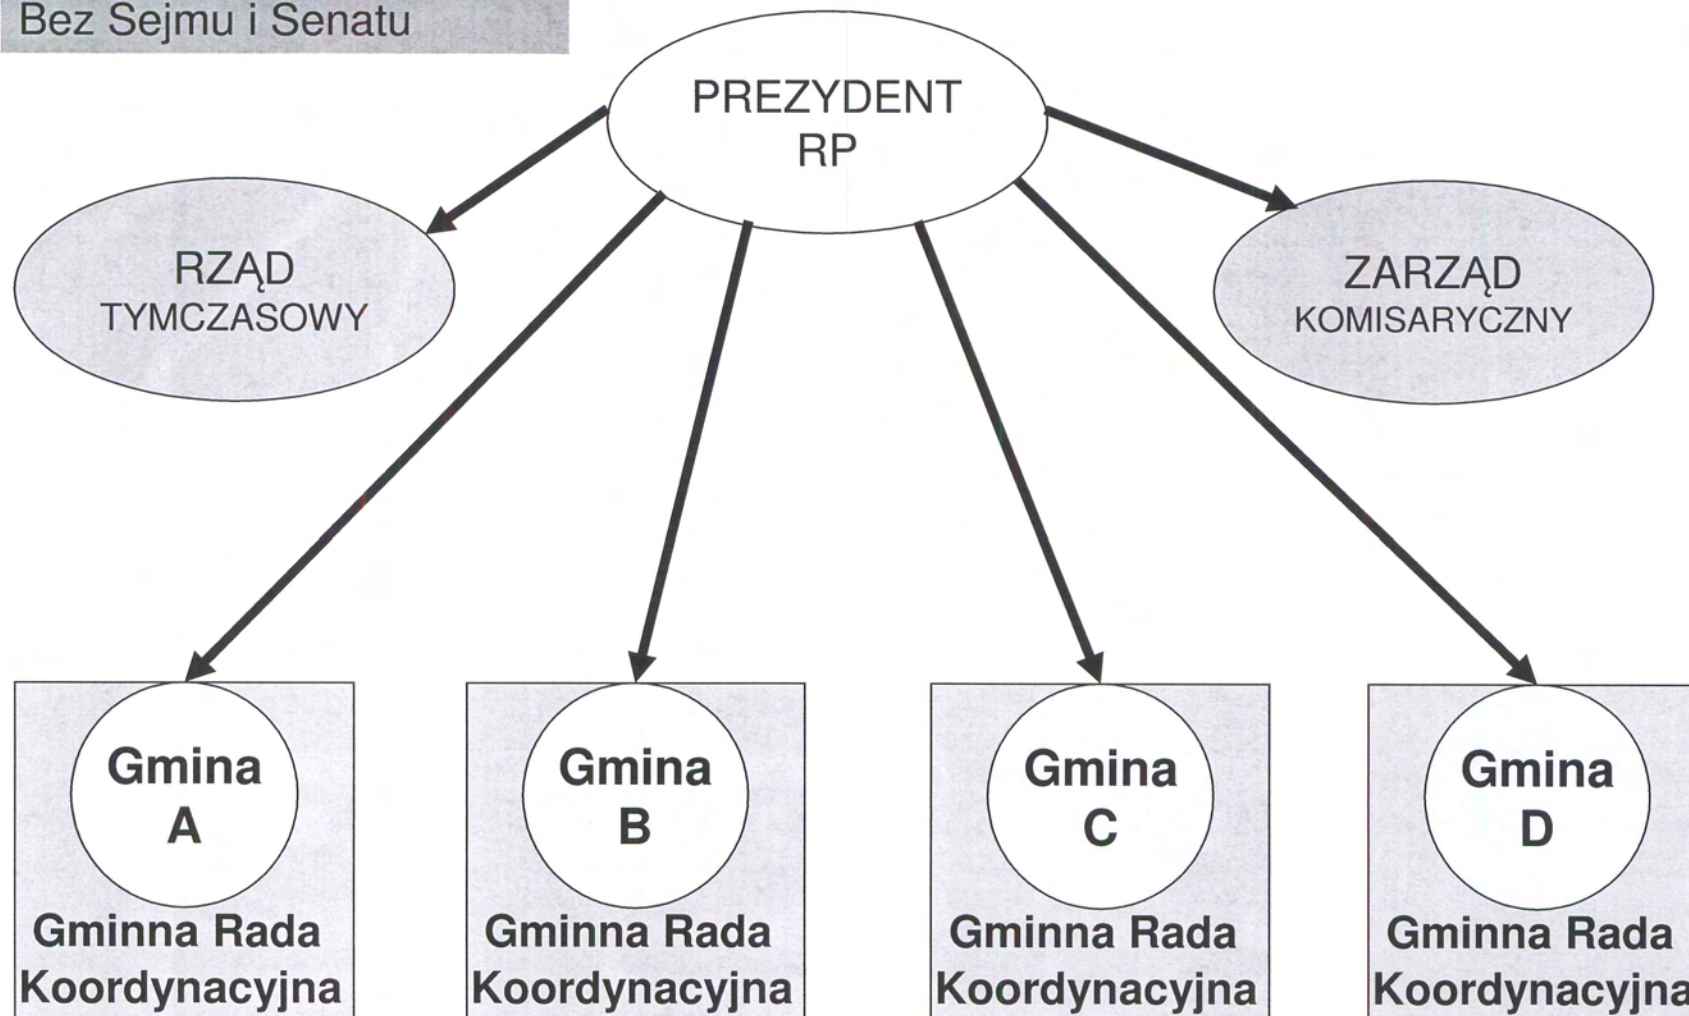 Bez Sejmu i Senatu
PREZYDENT
RP
RZĄD
TYMCZASOWY
ZARZĄD
KOMISARYCZNY
Gmina
A
Gminna Rada
Koordynacyjna
Gmina
B
Gminna Rada
Koordynacyjna
Gmina
C
Gminna Rada
Koordynacyjna
Gmina
D
Gminna Rada
Koordynacyjna